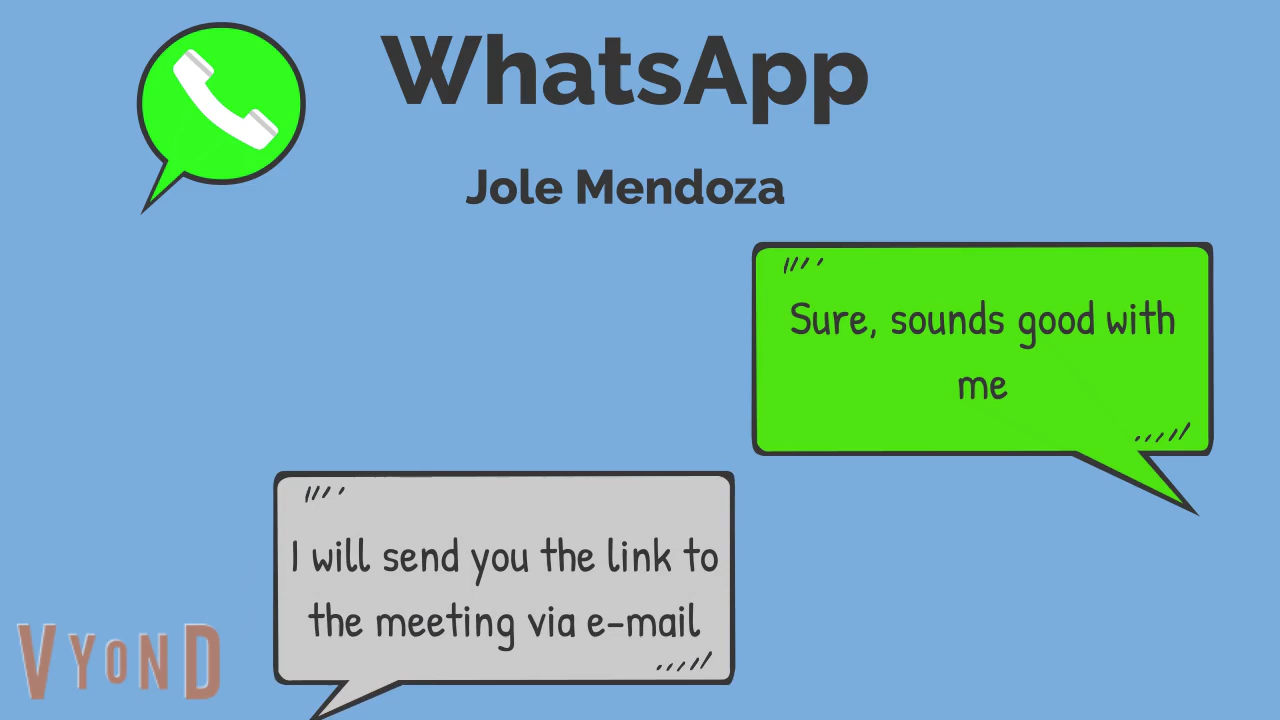 WhatsApp
Jole Mendoza
Sure, sounds good with
me
I will send you the link to
the meeting via e-mail
VYOND